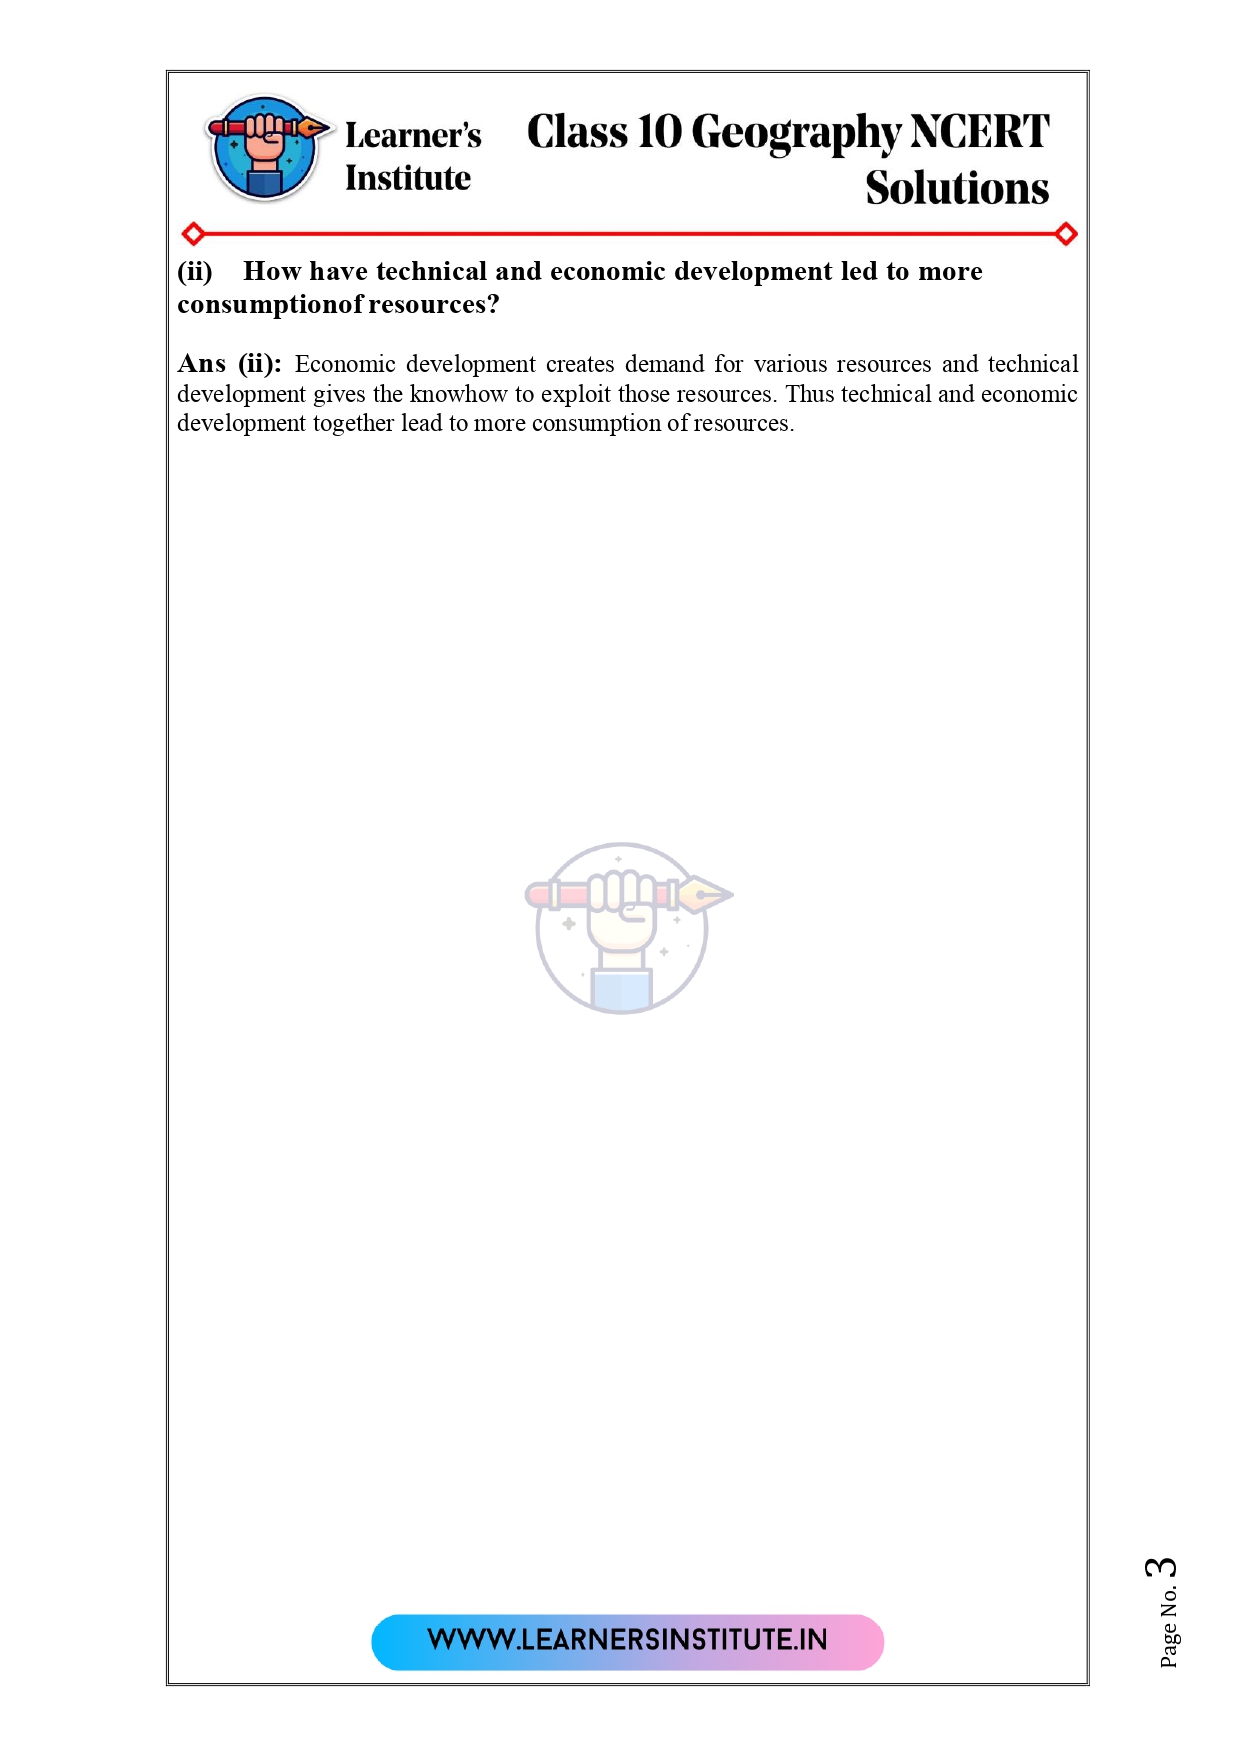 Learner's
Institute
Class 10 Geography NCERT
Solutions
(ii) How have technical and economic development led to more
consumptionof resources?
Ans (ii): Economic development creates demand for various resources and technical
development gives the knowhow to exploit those resources. Thus technical and economic
development together lead to more consumption of resources.
WWW.LEARNERSINSTITUTE.IN
Page No. 3